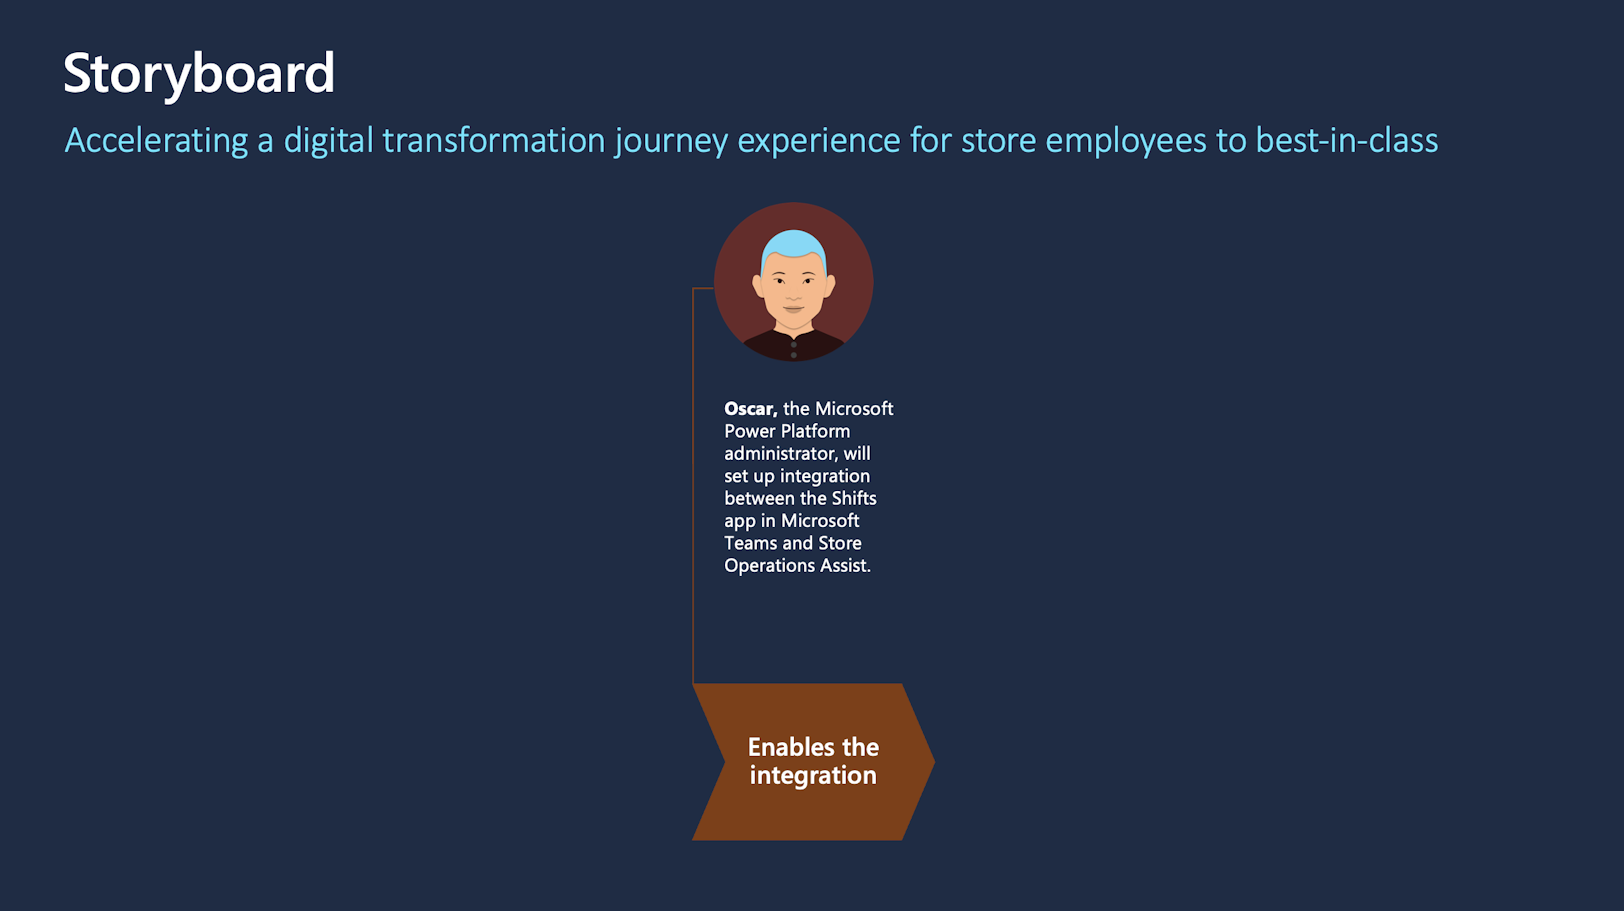 Storyboard
Accelerating a digital transformation journey experience for store employees to best-in-class
Oscar, the Microsoft
Power Platform
administrator, will
set up integration
between the Shifts
app in Microsoft
Teams and Store
Operations Assist.
Enables the
integration